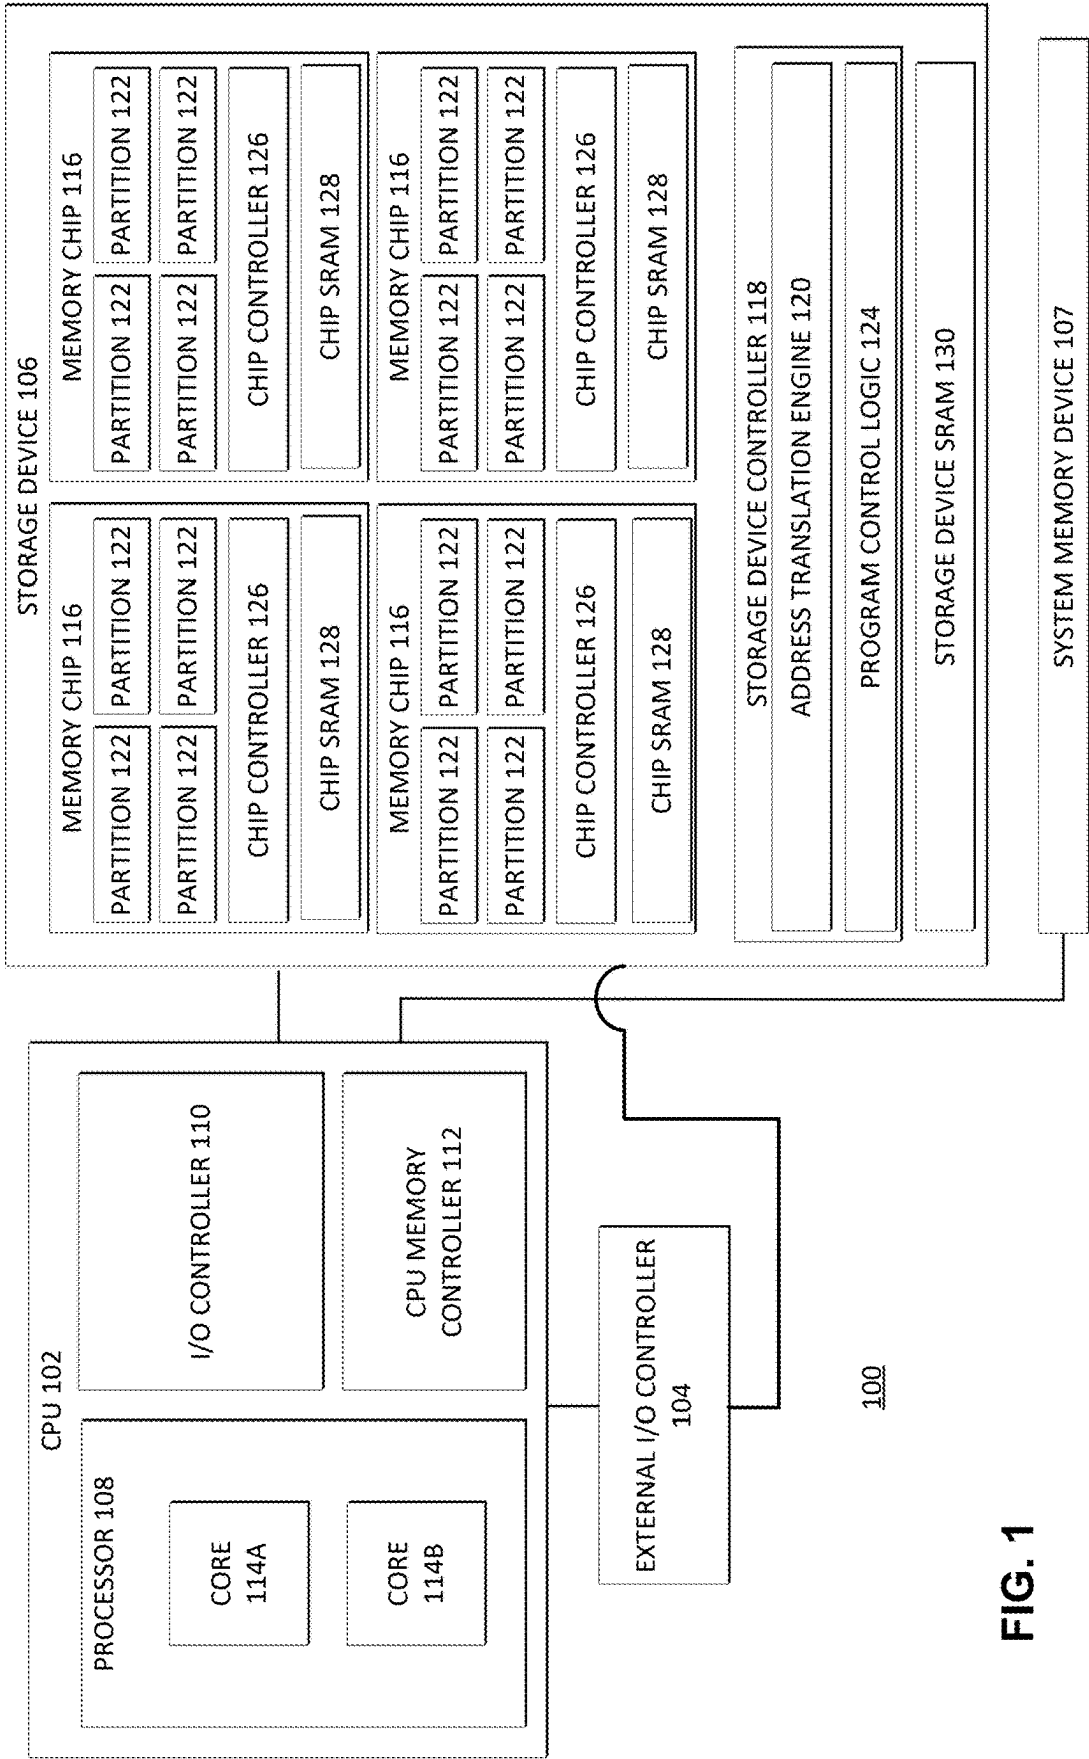 CPU 102
PROCESSOR 108
CORE
114A
CORE
114B
I/O CONTROLLER 110
CPU MEMORY
CONTROLLER 112
EXTERNAL I/O CONTROLLER
104
STORAGE DEVICE 106
MEMORY CHIP 116
PARTITION 122
PARTITION 122
PARTITION 122
PARTITION 122
CHIP CONTROLLER 126
CHIP SRAM 128
MEMORY CHIP 116
PARTITION 122
PARTITION 122
PARTITION 122
PARTITION 122
CHIP CONTROLLER 126
CHIP SRAM 128
MEMORY CHIP 116
PARTITION 122
PARTITION 122
PARTITION 122
PARTITION 122
CHIP CONTROLLER 126
CHIP SRAM 128
MEMORY CHIP 116
PARTITION 122
PARTITION 122
PARTITION 122
PARTITION 122
CHIP CONTROLLER 126
CHIP SRAM 128
STORAGE DEVICE CONTROLLER 118
ADDRESS TRANSLATION ENGINE 120
PROGRAM CONTROL LOGIC 124
STORAGE DEVICE SRAM 130
SYSTEM MEMORY DEVICE 107
100
FIG. 1